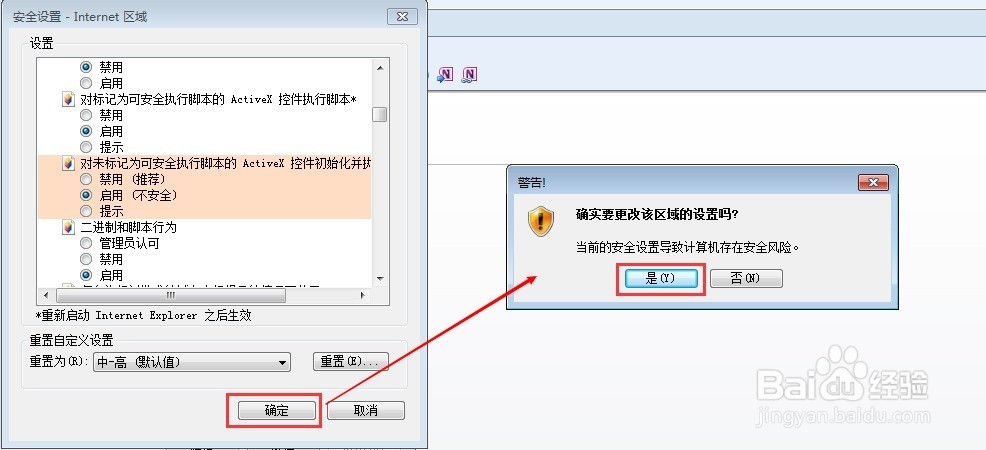 安全设置 - Internet 区域
设置
禁用
启用
对标记为可安全执行脚本的 ActiveX 控件执行脚本*
禁用
启用
提示
对未标记为可安全执行脚本的 ActiveX 控件初始化并执
禁用 (推荐)
启用 (不安全)
提示
二进制和脚本行为
管理员认可
禁用
启用
*重新启动 Internet Explorer 之后生效
重置自定义设置
重置为(R):
中-高 (默认值)
重置(E)...
确定
取消
警告!
确实要更改该区域的设置吗?
当前的安全设置导致计算机存在安全风险。
是(Y)
否(N)
Baidu 经验
jingyan.baidu.com